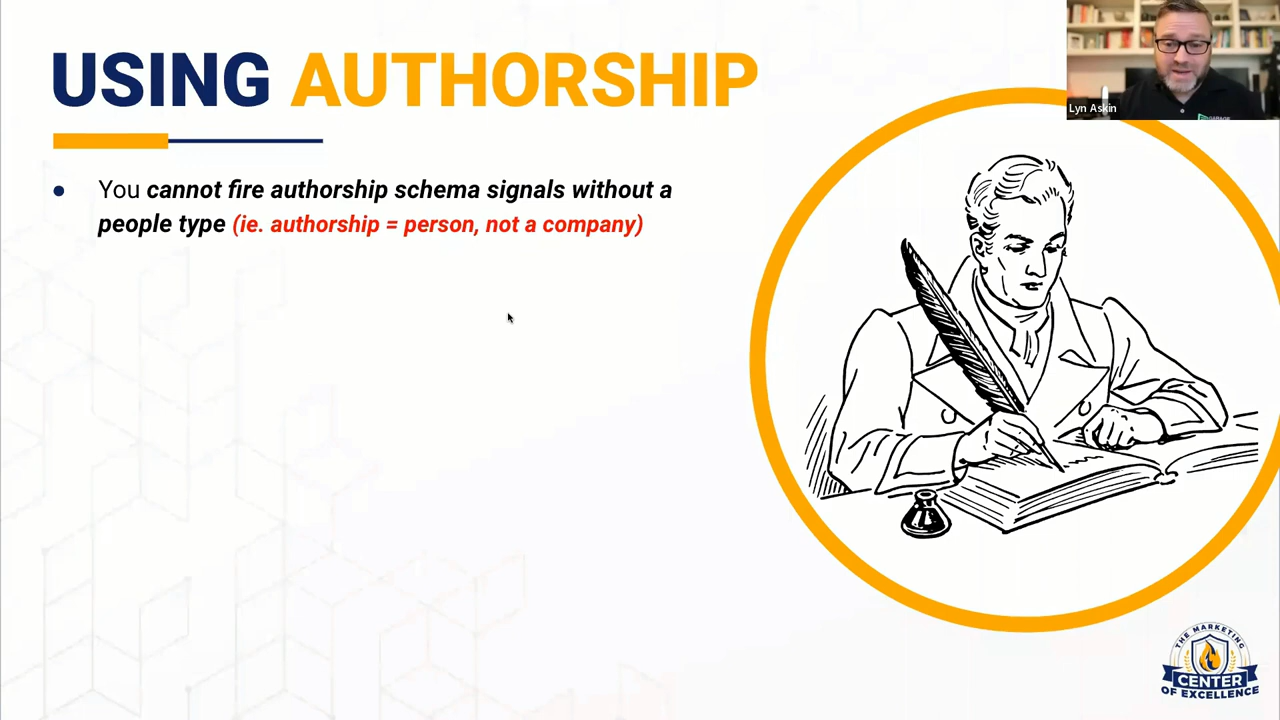 USING AUTHORSHIP
Lyn Askin
● You cannot fire authorship schema signals without a
people type (ie. authorship = person, not a company)
THE MARKETING
CENTER
OF EXCELLENCE